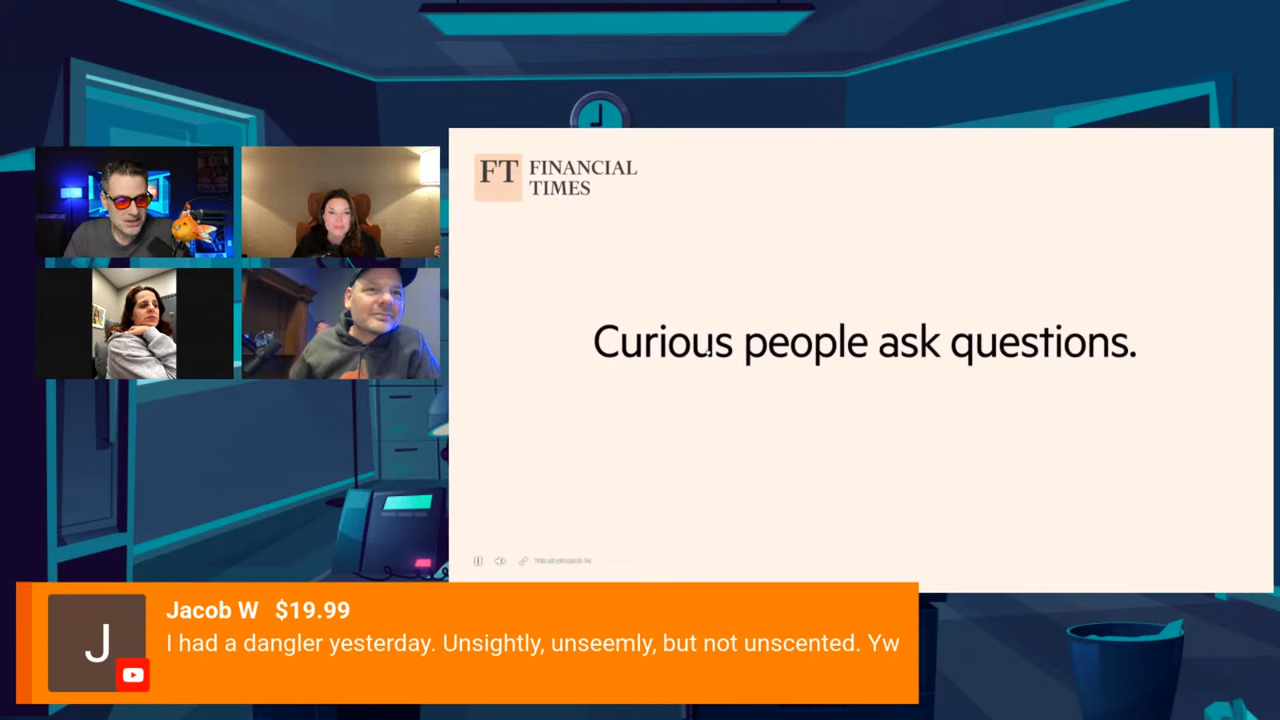 FT FINANCIAL
TIMES
Curious people ask questions.
Jacob W $19.99
J
I had a dangler yesterday. Unsightly, unseemly, but not unscented. Yw